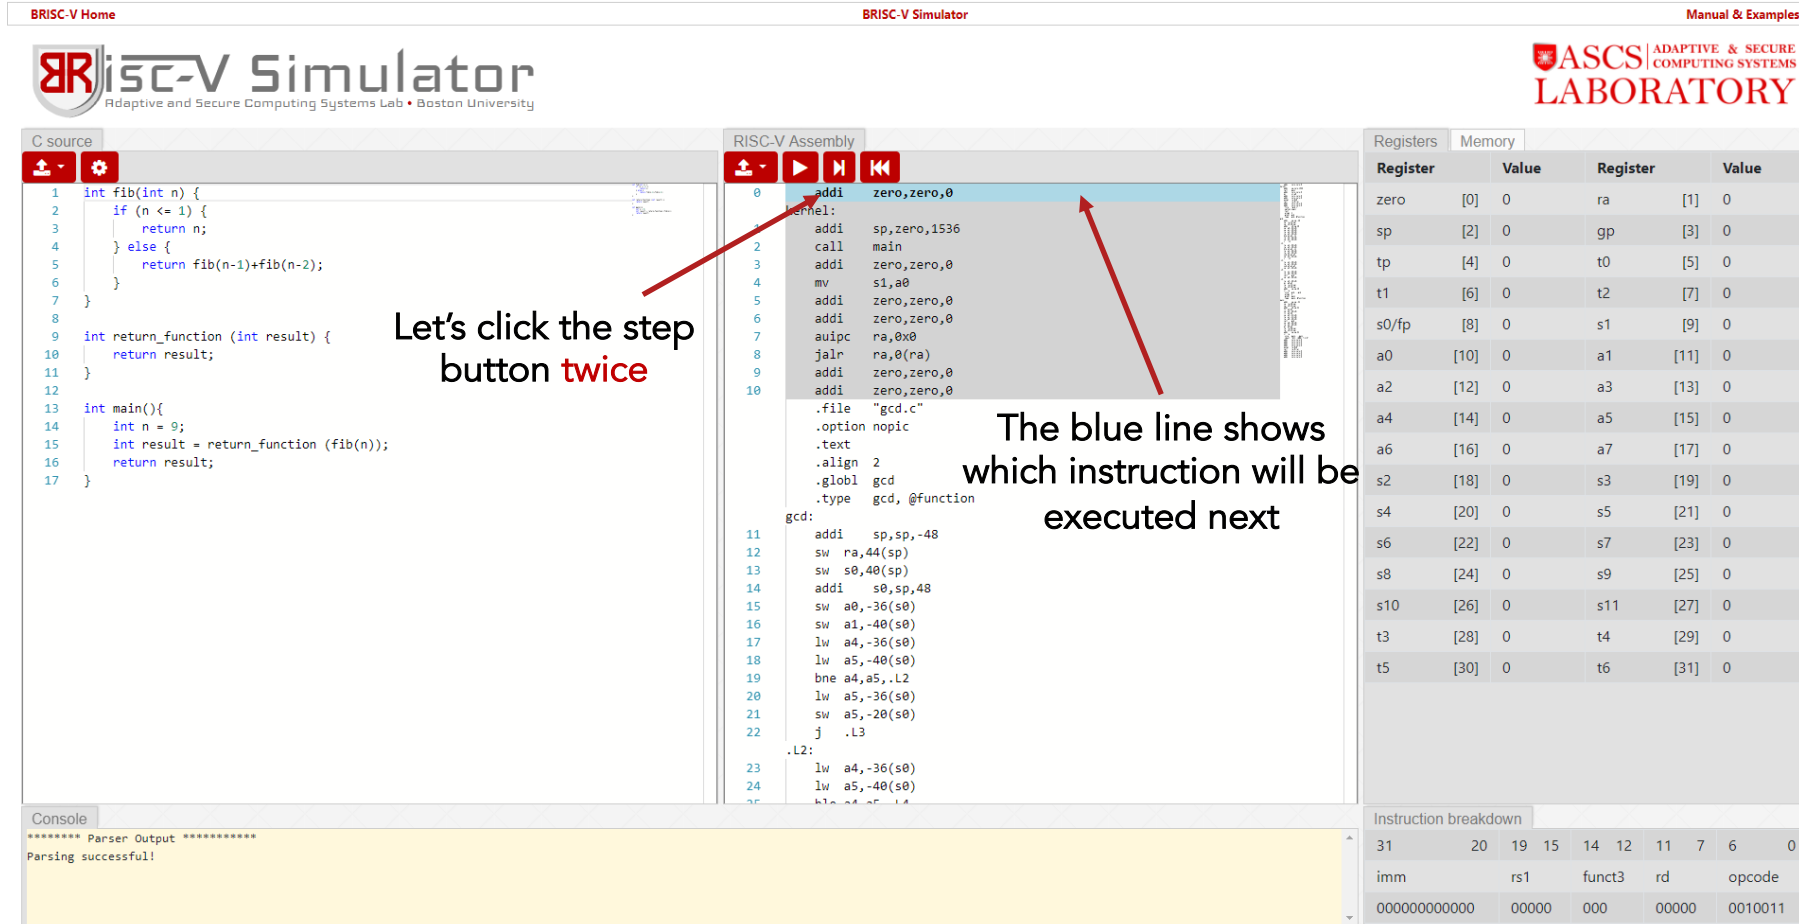 BRISC-V Home
BRISC-V Simulator
Manual & Examples
BRISC-V Simulator
Adaptive and Secure Computing Systems Lab • Boston University
ASCS ADAPTIVE & SECURE COMPUTING SYSTEMS
LABORATORY
C source
1 int fib(int n) {
2 if (n <= 1) {
3 return n;
4 } else {
5 return fib(n-1)+fib(n-2);
6 }
7 }
8
9 int return_function (int result) {
10 return result;
11 }
12
13 int main(){
14 int n = 9;
15 int result = return_function (fib(n));
16 return result;
17 }
Let's click the step
button twice
RISC-V Assembly
0 addi zero,zero,0
kernel:
1 addi sp,zero,1536
2 call main
3 addi zero,zero,0
4 mv s1,a0
5 addi zero,zero,0
6 addi zero,zero,0
7 auipc ra,0x0
8 jalr ra,0(ra)
9 addi zero,zero,0
10 addi zero,zero,0
.file "gcd.c"
.option nopic
.text
.align 2
.globl gcd
.type gcd, @function
gcd:
11 addi sp,sp,-48
12 sw ra,44(sp)
13 sw s0,40(sp)
14 addi s0,sp,48
15 sw a0,-36(s0)
16 sw a1,-40(s0)
17 lw a4,-36(s0)
18 lw a5,-40(s0)
19 bne a4,a5,.L2
20 lw a5,-36(s0)
21 sw a5,-20(s0)
22 j .L3
.L2:
23 lw a4,-36(s0)
24 lw a5,-40(s0)
25 ble a4,a5,.L4
The blue line shows
which instruction will be
executed next
Registers Memory
Register Value Register Value
zero [0] 0 ra [1] 0
sp [2] 0 gp [3] 0
tp [4] 0 t0 [5] 0
t1 [6] 0 t2 [7] 0
s0/fp [8] 0 s1 [9] 0
a0 [10] 0 a1 [11] 0
a2 [12] 0 a3 [13] 0
a4 [14] 0 a5 [15] 0
a6 [16] 0 a7 [17] 0
s2 [18] 0 s3 [19] 0
s4 [20] 0 s5 [21] 0
s6 [22] 0 s7 [23] 0
s8 [24] 0 s9 [25] 0
s10 [26] 0 s11 [27] 0
t3 [28] 0 t4 [29] 0
t5 [30] 0 t6 [31] 0
Console
******** Parser Output ***********
Parsing successful!
Instruction breakdown
31 20 19 15 14 12 11 7 6 0
imm rs1 funct3 rd opcode
000000000000 00000 000 00000 0010011